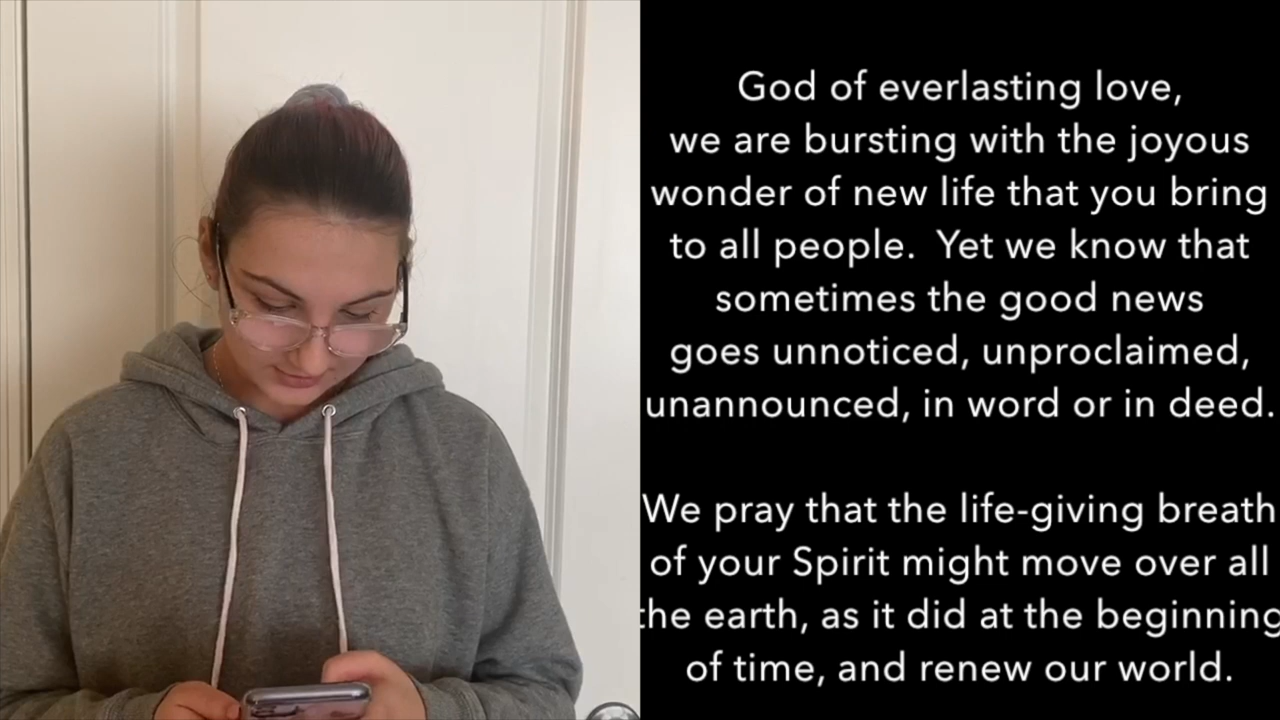 God of everlasting love,
we are bursting with the joyous
wonder of new life that you bring
to all people.  Yet we know that
sometimes the good news
goes unnoticed, unproclaimed,
unannounced, in word or in deed.
We pray that the life-giving breath
of your Spirit might move over all
the earth, as it did at the beginning
of time, and renew our world.